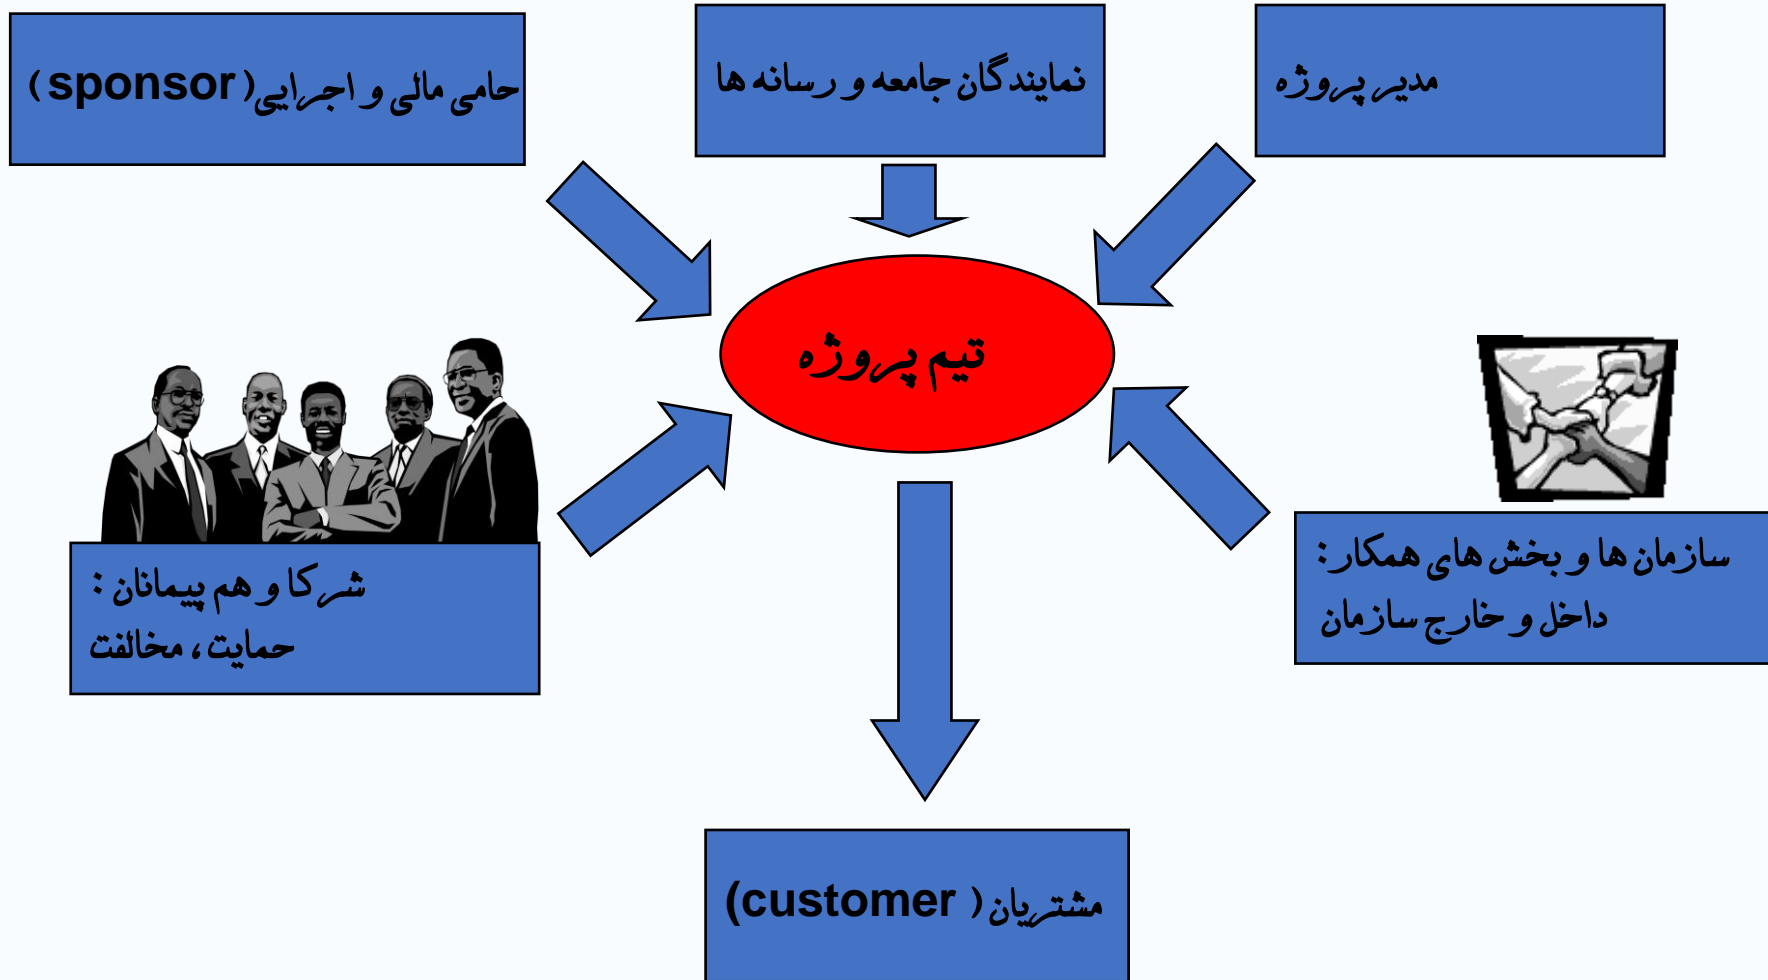 مدیر پروژه
نمایندگان جامعه و رسانه ها
حامی مالی و اجرایی(sponsor )
تیم پروژه
سازمان ها و بخش های همکار:
داخل و خارج سازمان
شرکا و هم پیمانان :
حمایت، مخالفت
مشتریان( customer)